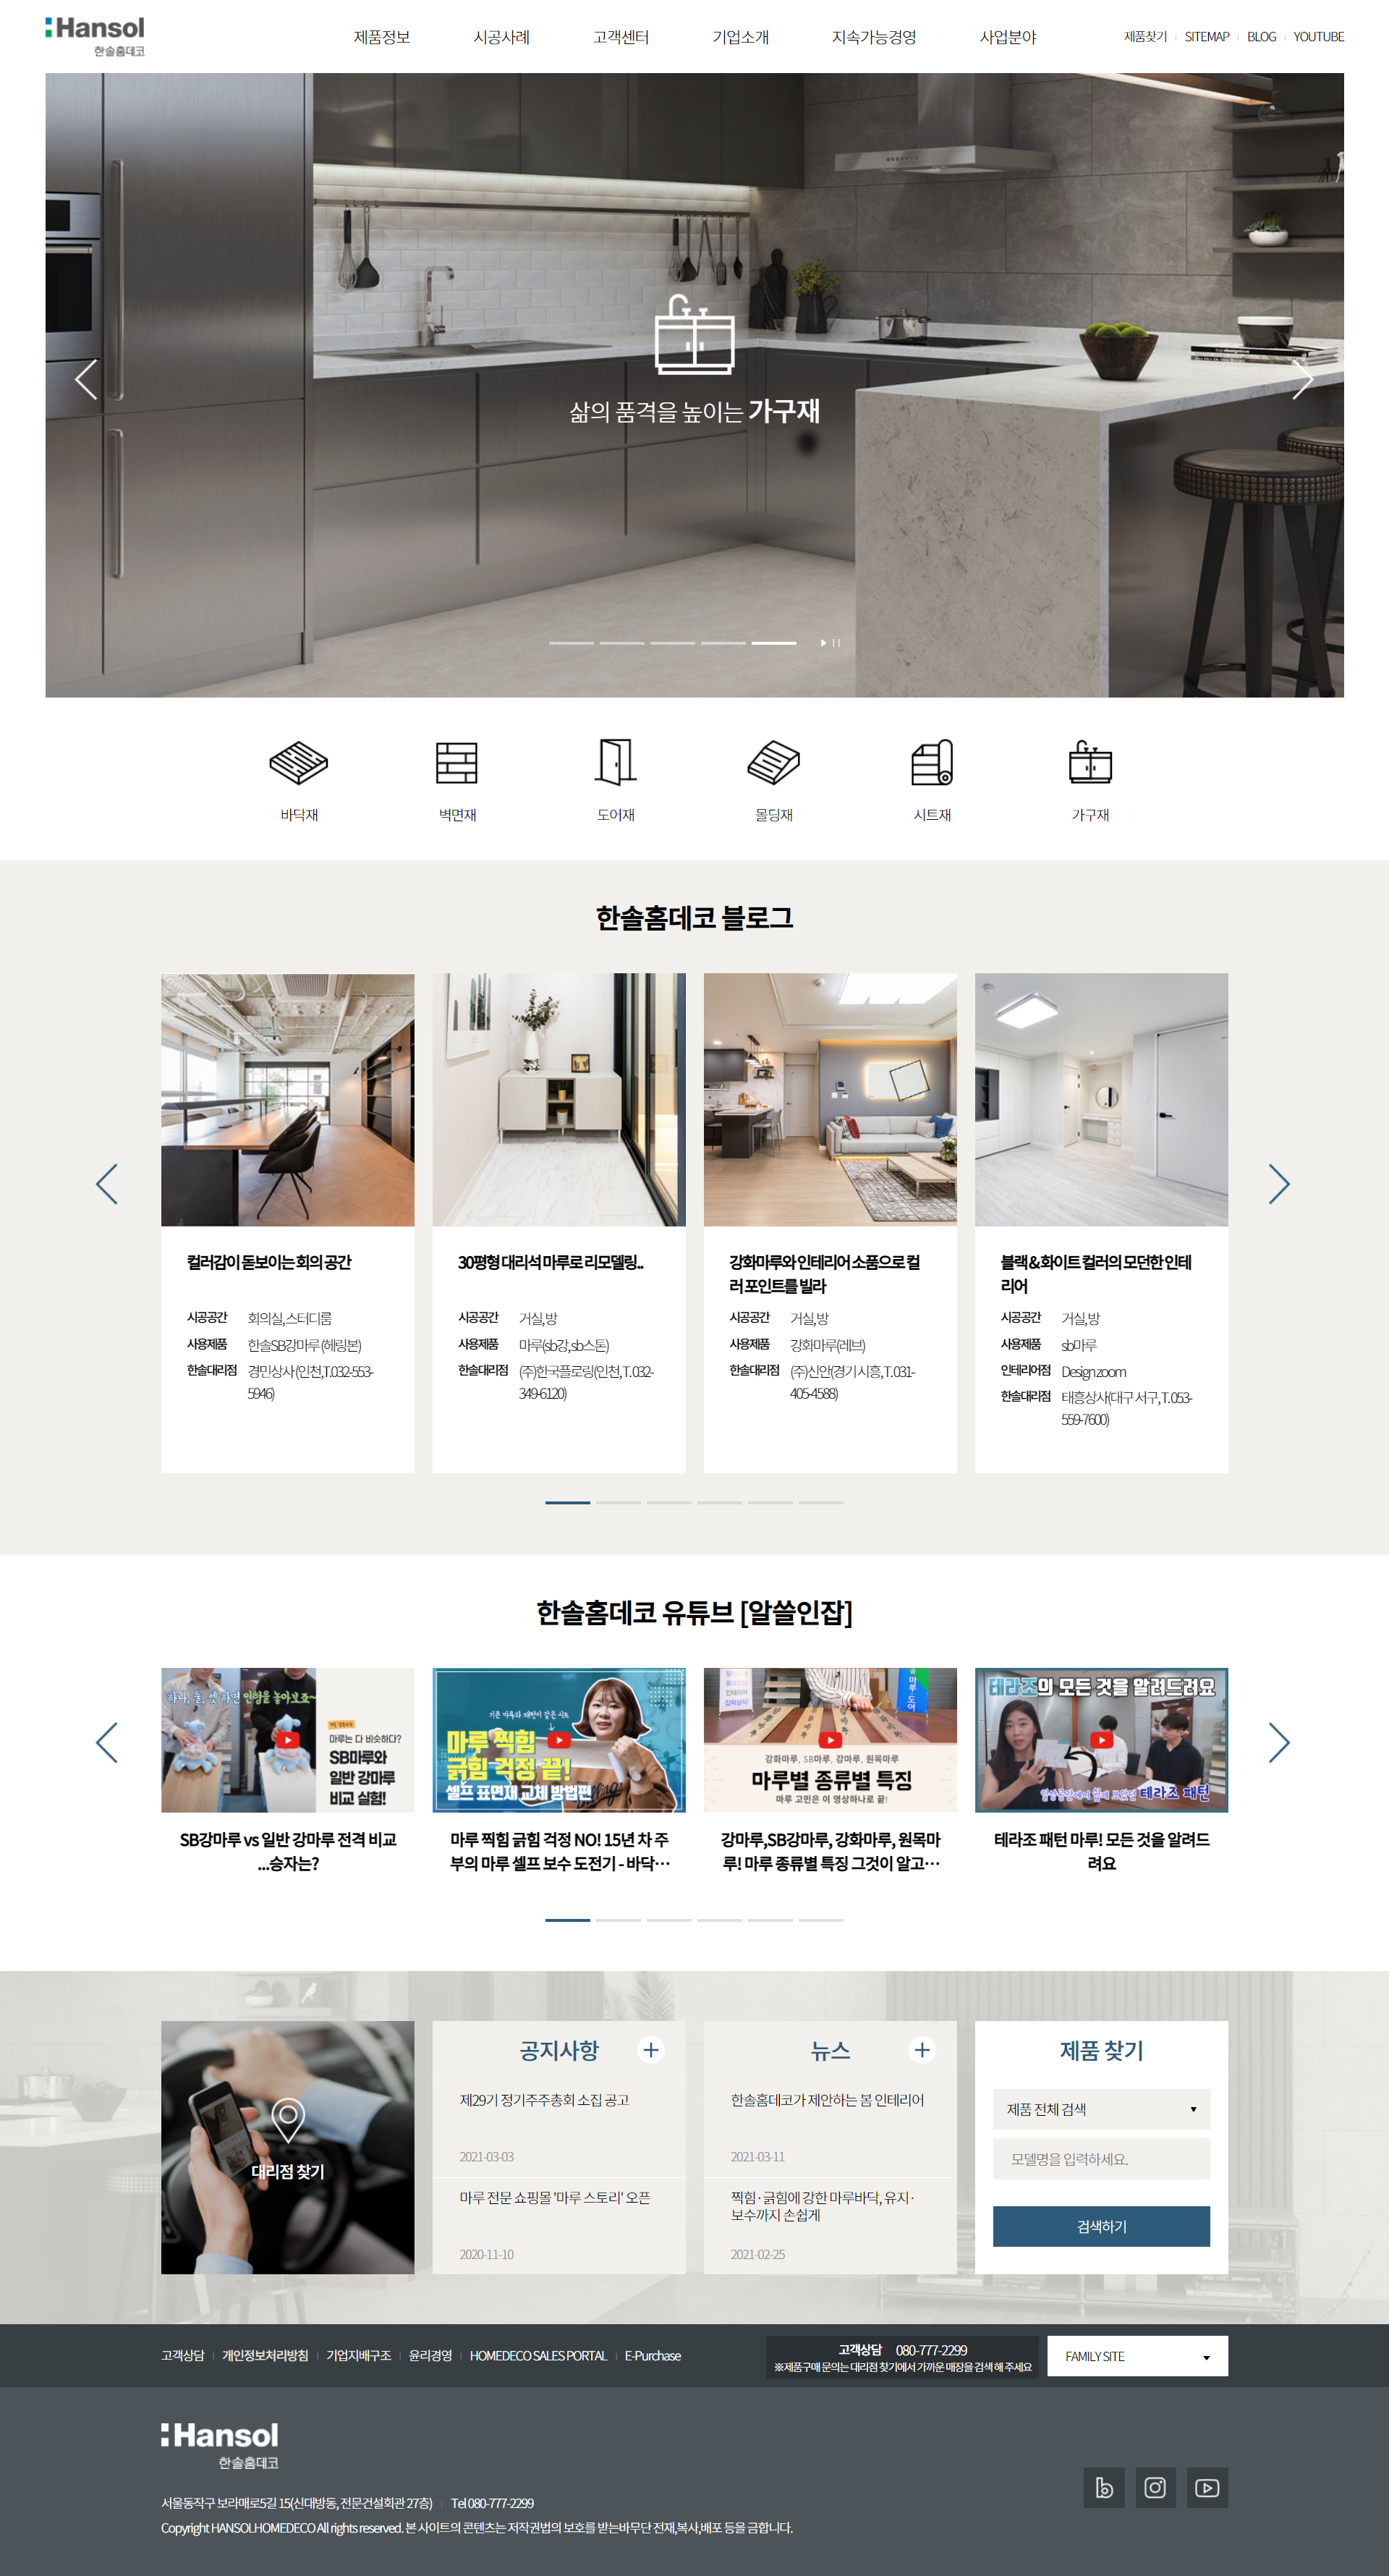 Hansol
한솔홈데코
제품정보 시공사례 고객센터 기업소개 지속가능경영 사업분야
제품찾기 SITEMAP BLOG YOUTUBE
삶의 품격을 높이는 가구재
바닥재 벽면재 도어재 몰딩재 시트재 가구재
한솔홈데코 블로그
컬러감이 돋보이는 회의 공간
시공공간 회의실,스터디룸
사용제품 한솔SB강마루 (헤링본)
한솔대리점 경민상사 (인천,T.032-553-
5946)
30평형 대리석 마루로 리모델링..
시공공간 거실,방
사용제품 마루(sb강, sb스톤)
한솔대리점 (주)한국플로링(인천, T. 032-
349-6120)
강화마루와 인테리어 소품으로 컬
러 포인트를 빌라
시공공간 거실,방
사용제품 강화마루(레브)
한솔대리점 (주)신안(경기 시흥, T. 031-
405-4588)
블랙 & 화이트 컬러의 모던한 인테
리어
시공공간 거실,방
사용제품 sb마루
인테리어점 Design zoom
한솔대리점 태흥상사(대구 서구, T. 053-
559-7600)
한솔홈데코 유튜브 [알쓸인잡]
하나, 둘, 셋 하면 인형을 놓아보죠~
마루는 다 비슷하다?
SB마루와
일반 강마루
비교 실험!
SB강마루 vs 일반 강마루 전격 비교
...승자는?
기존 마루와 패턴이 같은 시트
마루 찍힘
긁힘 걱정 끝!
셀프 표면재 교체 방법편
마루 찍힘 긁힘 걱정 NO! 15년 차 주
부의 마루 셀프 보수 도전기 - 바닥…
강화마루, SB마루, 강마루, 원목마루
마루별 종류별 특징
마루 고민은 이 영상하나로 끝!
강마루,SB강마루, 강화마루, 원목마
루! 마루 종류별 특징 그것이 알고…
테라조의 모든 것을 알려드려요
일상공간에서 쉽게 보았던 테라조 패턴
테라조 패턴 마루! 모든 것을 알려드
려요
대리점 찾기
공지사항
제29기 정기주주총회 소집 공고
2021-03-03
마루 전문 쇼핑몰 '마루 스토리' 오픈
2020-11-10
뉴스
한솔홈데코가 제안하는 봄 인테리어
2021-03-11
찍힘·긁힘에 강한 마루바닥, 유지·
보수까지 손쉽게
2021-02-25
제품 찾기
제품 전체 검색
모델명을 입력하세요.
검색하기
고객상담 개인정보처리방침 기업지배구조 윤리경영 HOMEDECO SALES PORTAL E-Purchase
고객상담 080-777-2299
※제품구매 문의는 대리점 찾기에서 가까운 매장을 검색 해 주세요
FAMILY SITE
Hansol
한솔홈데코
서울동작구 보라매로5길 15(신대방동, 전문건설회관 27층) Tel 080-777-2299
Copyright HANSOLHOMEDECO All rights reserved. 본 사이트의 콘텐츠는 저작권법의 보호를 받는바무단 전재,복사,배포 등을 금합니다.